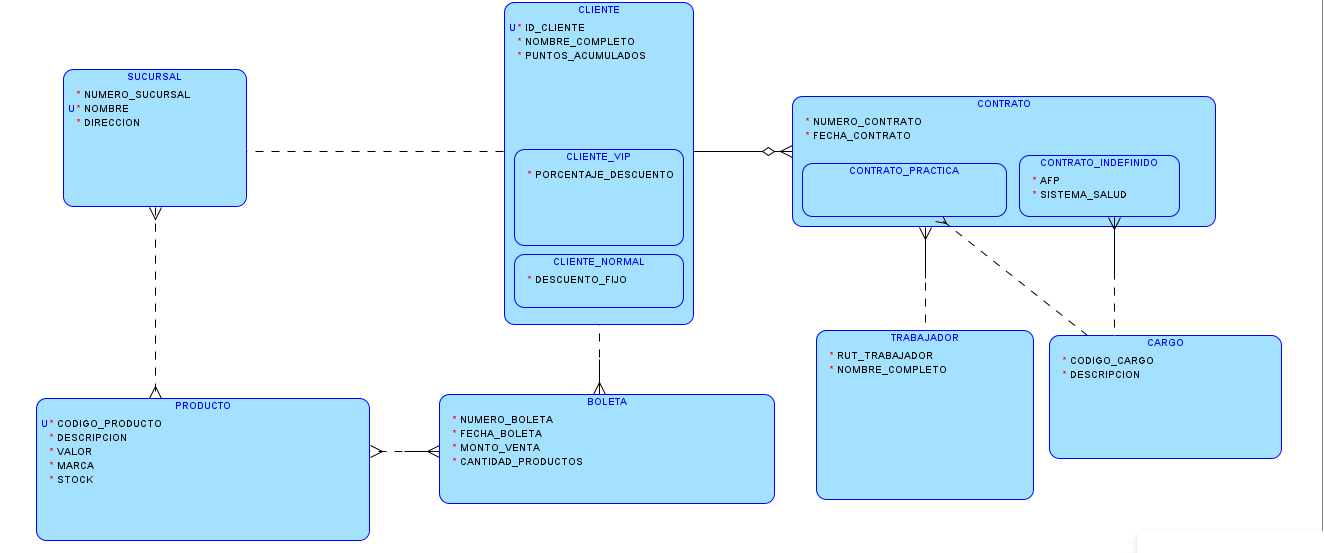 CLIENTE
U* ID_CLIENTE
* NOMBRE_COMPLETO
* PUNTOS_ACUMULADOS
CLIENTE_VIP
* PORCENTAJE_DESCUENTO
CLIENTE_NORMAL
* DESCUENTO_FIJO
SUCURSAL
* NUMERO_SUCURSAL
U* NOMBRE
* DIRECCION
CONTRATO
* NUMERO_CONTRATO
* FECHA_CONTRATO
CONTRATO_PRACTICA
CONTRATO_INDEFINIDO
* AFP
* SISTEMA_SALUD
TRABAJADOR
* RUT_TRABAJADOR
* NOMBRE_COMPLETO
CARGO
* CODIGO_CARGO
* DESCRIPCION
PRODUCTO
U* CODIGO_PRODUCTO
* DESCRIPCION
* VALOR
* MARCA
* STOCK
BOLETA
* NUMERO_BOLETA
* FECHA_BOLETA
* MONTO_VENTA
* CANTIDAD_PRODUCTOS